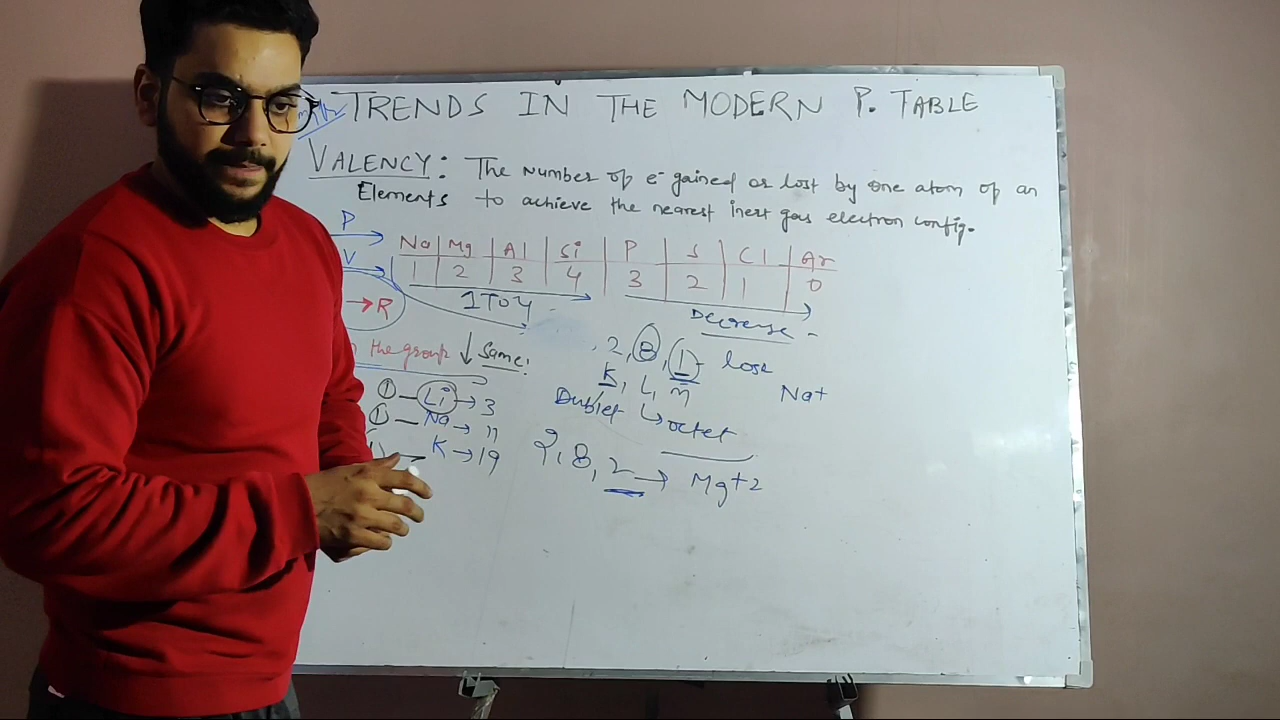 TRENDS IN THE MODERN P. TABLE
VALENCY: The Number of e⁻ gained or lost by one atom of an
Elements to achieve the nearest inert gas electron config.
P
V
→R
Na Mg Al Si P S Cl Ar
1 2 3 4 3 2 1 0
1 TO 4
Decrease
the group ↓ Same!
① — Li → 3
① — Na → 11
K → 19
2, 8, 1 lost
K, L, M
Na+
Duplet ↳ octet
2, 8, 2 → Mg+2